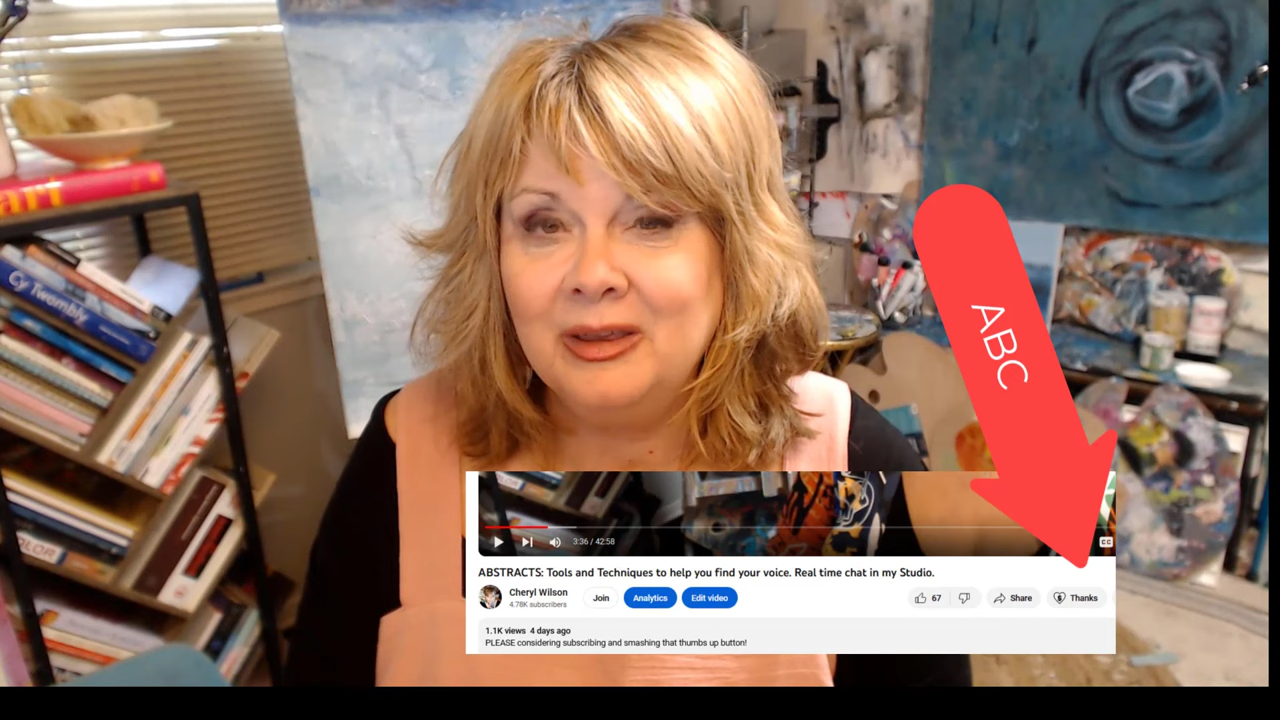 art
Cy Twombly
COLOR
ABC
3:36 / 42:58
CC
ABSTRACTS: Tools and Techniques to help you find your voice. Real time chat in my Studio.
Cheryl Wilson
4.78K subscribers
Join
Analytics
Edit video
67
Share
Thanks
1.1K views 4 days ago
PLEASE considering subscribing and smashing that thumbs up button!